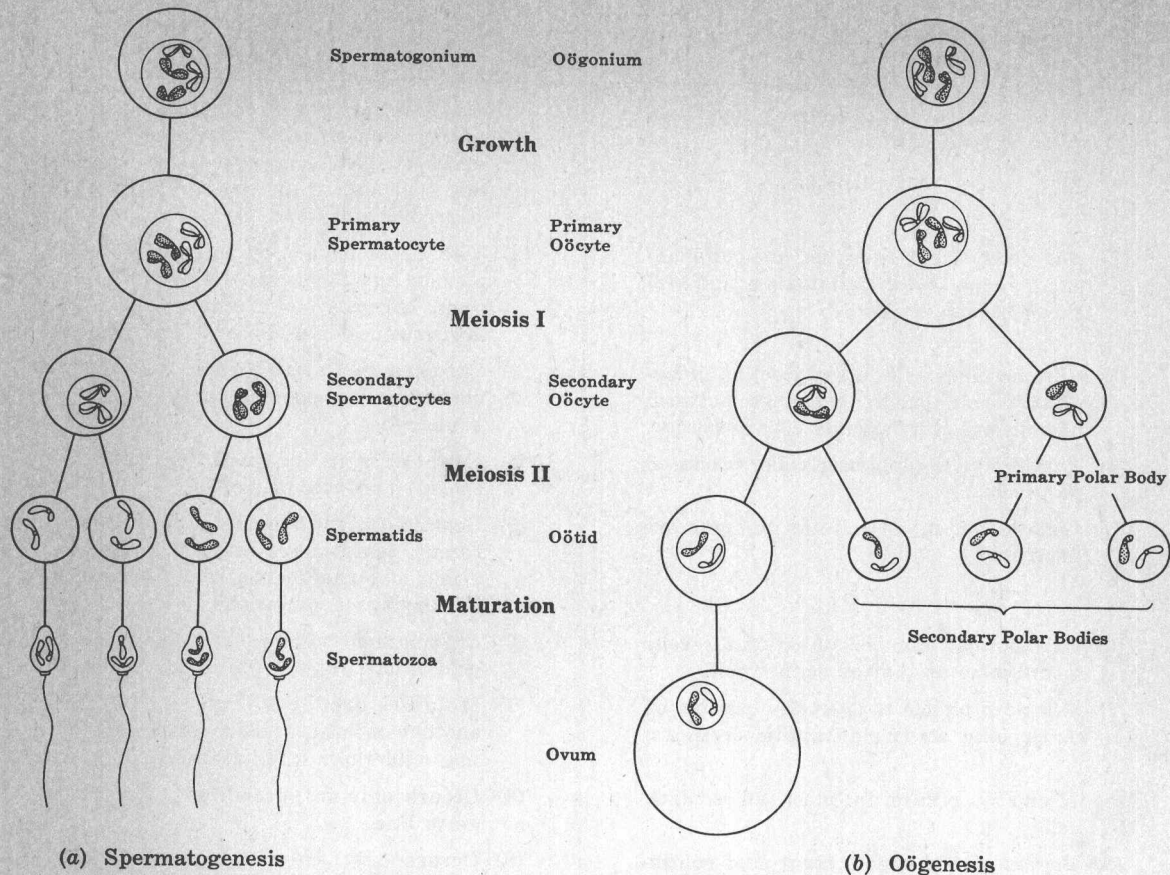 Spermatogonium
Oögonium
Growth
Primary
Spermatocyte
Primary
Oöcyte
Meiosis I
Secondary
Spermatocytes
Secondary
Oöcyte
Meiosis II
Primary Polar Body
Spermatids
Oötid
Maturation
Secondary Polar Bodies
Spermatozoa
Ovum
(a) Spermatogenesis
(b) Oögenesis